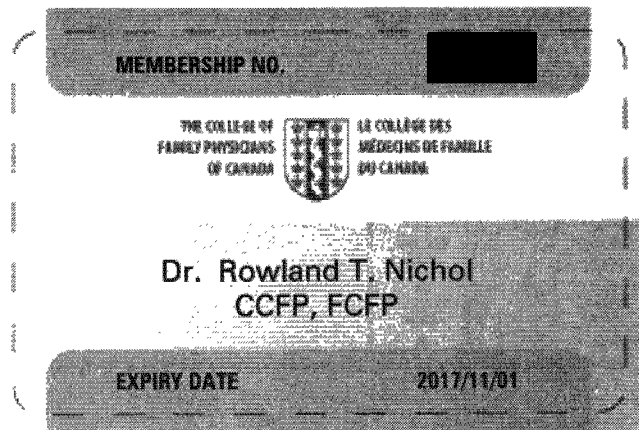 MEMBERSHIP NO.
THE COLLEGE OF
FAMILY PHYSICIANS
OF CANADA
LE COLLÈGE DES
MÉDECINS DE FAMILLE
DU CANADA
Dr. Rowland T. Nichol
CCFP, FCFP
EXPIRY DATE 2017/11/01